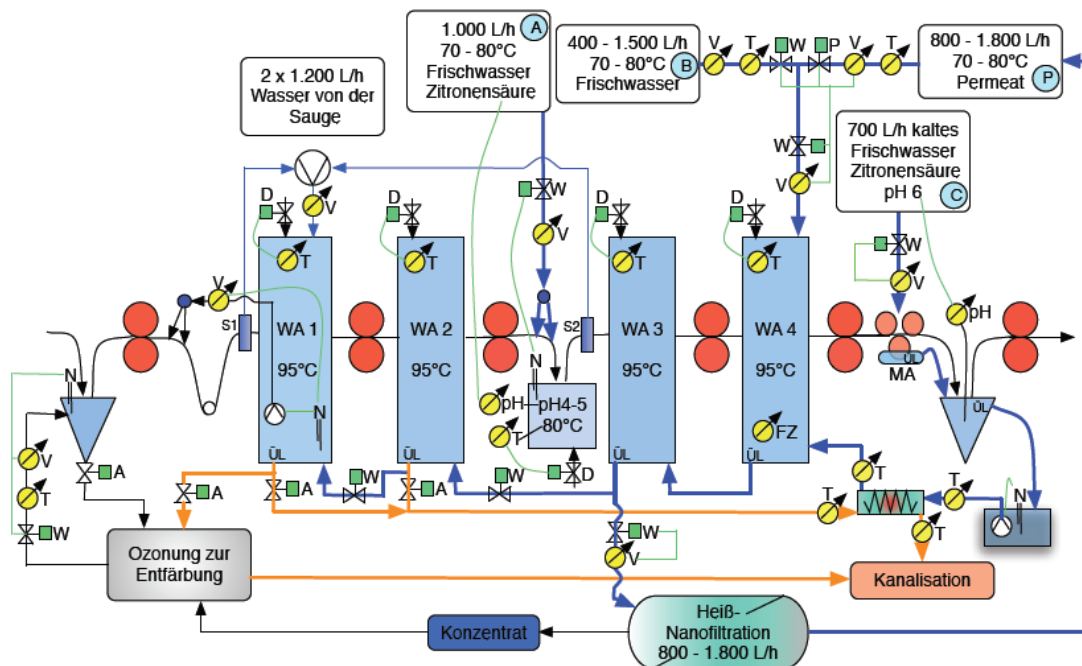 1.000 L/h
70 - 80°C
Frischwasser
Zitronensäure
A
400 - 1.500 L/h
70 - 80°C
Frischwasser
B
V
T
W
P
V
T
800 - 1.800 L/h
70 - 80°C
Permeat
P
2 x 1.200 L/h
Wasser von der
Sauge
700 L/h kaltes
Frischwasser
Zitronensäure
pH 6
C
W
V
D
V
D
W
D
D
W
T
T
V
T
T
V
V
S1
WA 1
WA 2
S2
WA 3
WA 4
pH
95°C
95°C
95°C
95°C
ÜL
MA
N
N
N
pH
pH4-5
80°C
T
ÜL
V
FZ
T
ÜL
ÜL
ÜL
A
W
W
D
T
T
T
N
A
A
T
W
W
V
T
Ozonung zur
Entfärbung
Kanalisation
Konzentrat
Heiß-
Nanofiltration
800 - 1.800 L/h